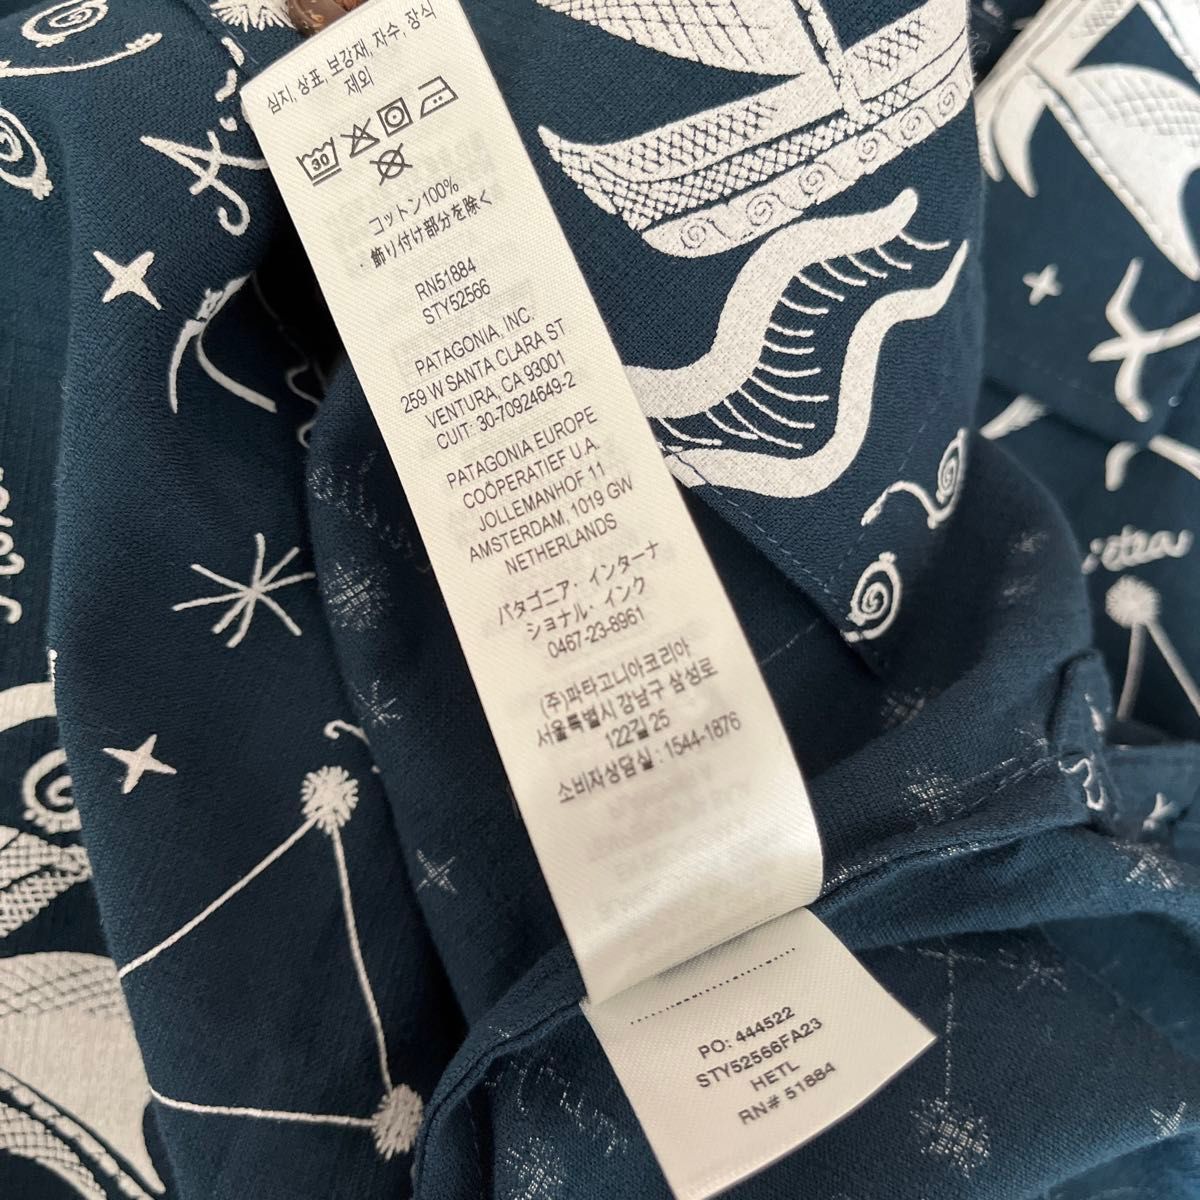 심지, 상표, 보강재, 자수, 장식
제외
30
コットン100%
・飾り付け部分を除く
RN51884
STY52566
PATAGONIA, INC.
259 W SANTA CLARA ST
VENTURA, CA 93001
CUIT: 30-70924649-2
PATAGONIA EUROPE
COÖPERATIEF U.A.
JOLLEMANHOF 11
AMSTERDAM, 1019 GW
NETHERLANDS
パタゴニア・インターナ
ショナル・インク
0467-23-8961
(주)파타고니아코리아
서울특별시 강남구 삼성로
122길 25
소비자상담실 : 1544-1876
PO: 444522
STY52566FA23
HETL
RN# 51884